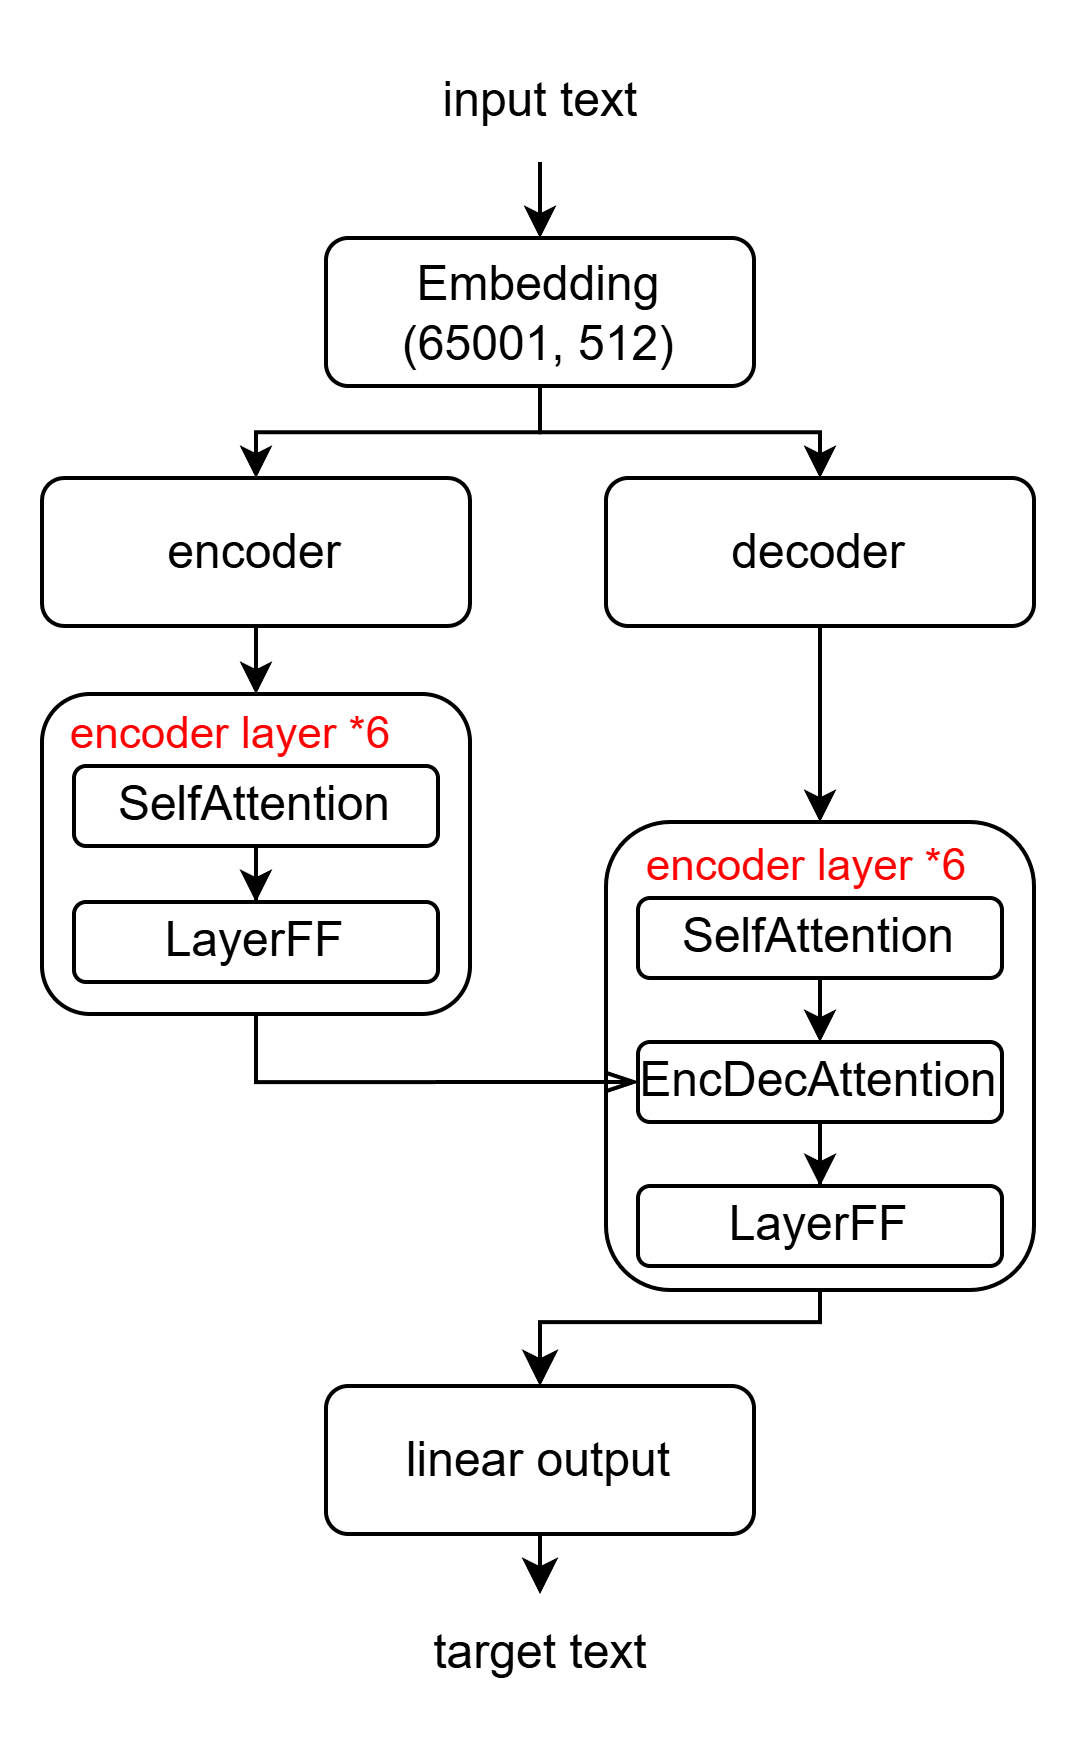 input text
Embedding
(65001, 512)
encoder
decoder
encoder layer *6
SelfAttention
LayerFF
encoder layer *6
SelfAttention
EncDecAttention
LayerFF
linear output
target text